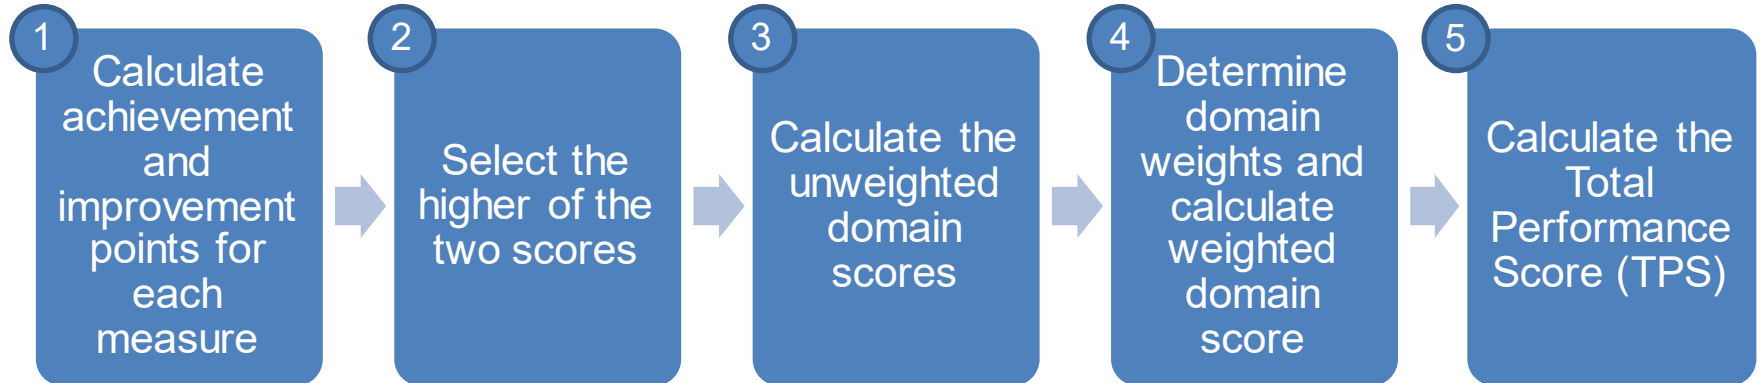 1
Calculate
achievement
and
improvement
points for
each
measure
2
Select the
higher of the
two scores
3
Calculate the
unweighted
domain
scores
4
Determine
domain
weights and
calculate
weighted
domain
score
5
Calculate the
Total
Performance
Score (TPS)